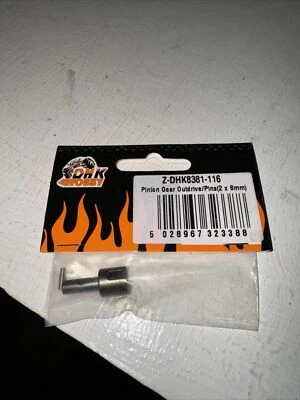 DHK
HOBBY
Z-DHK8381-116
Pinion Gear Outdrive/Pins(2 x 8mm)
5 028967 323388